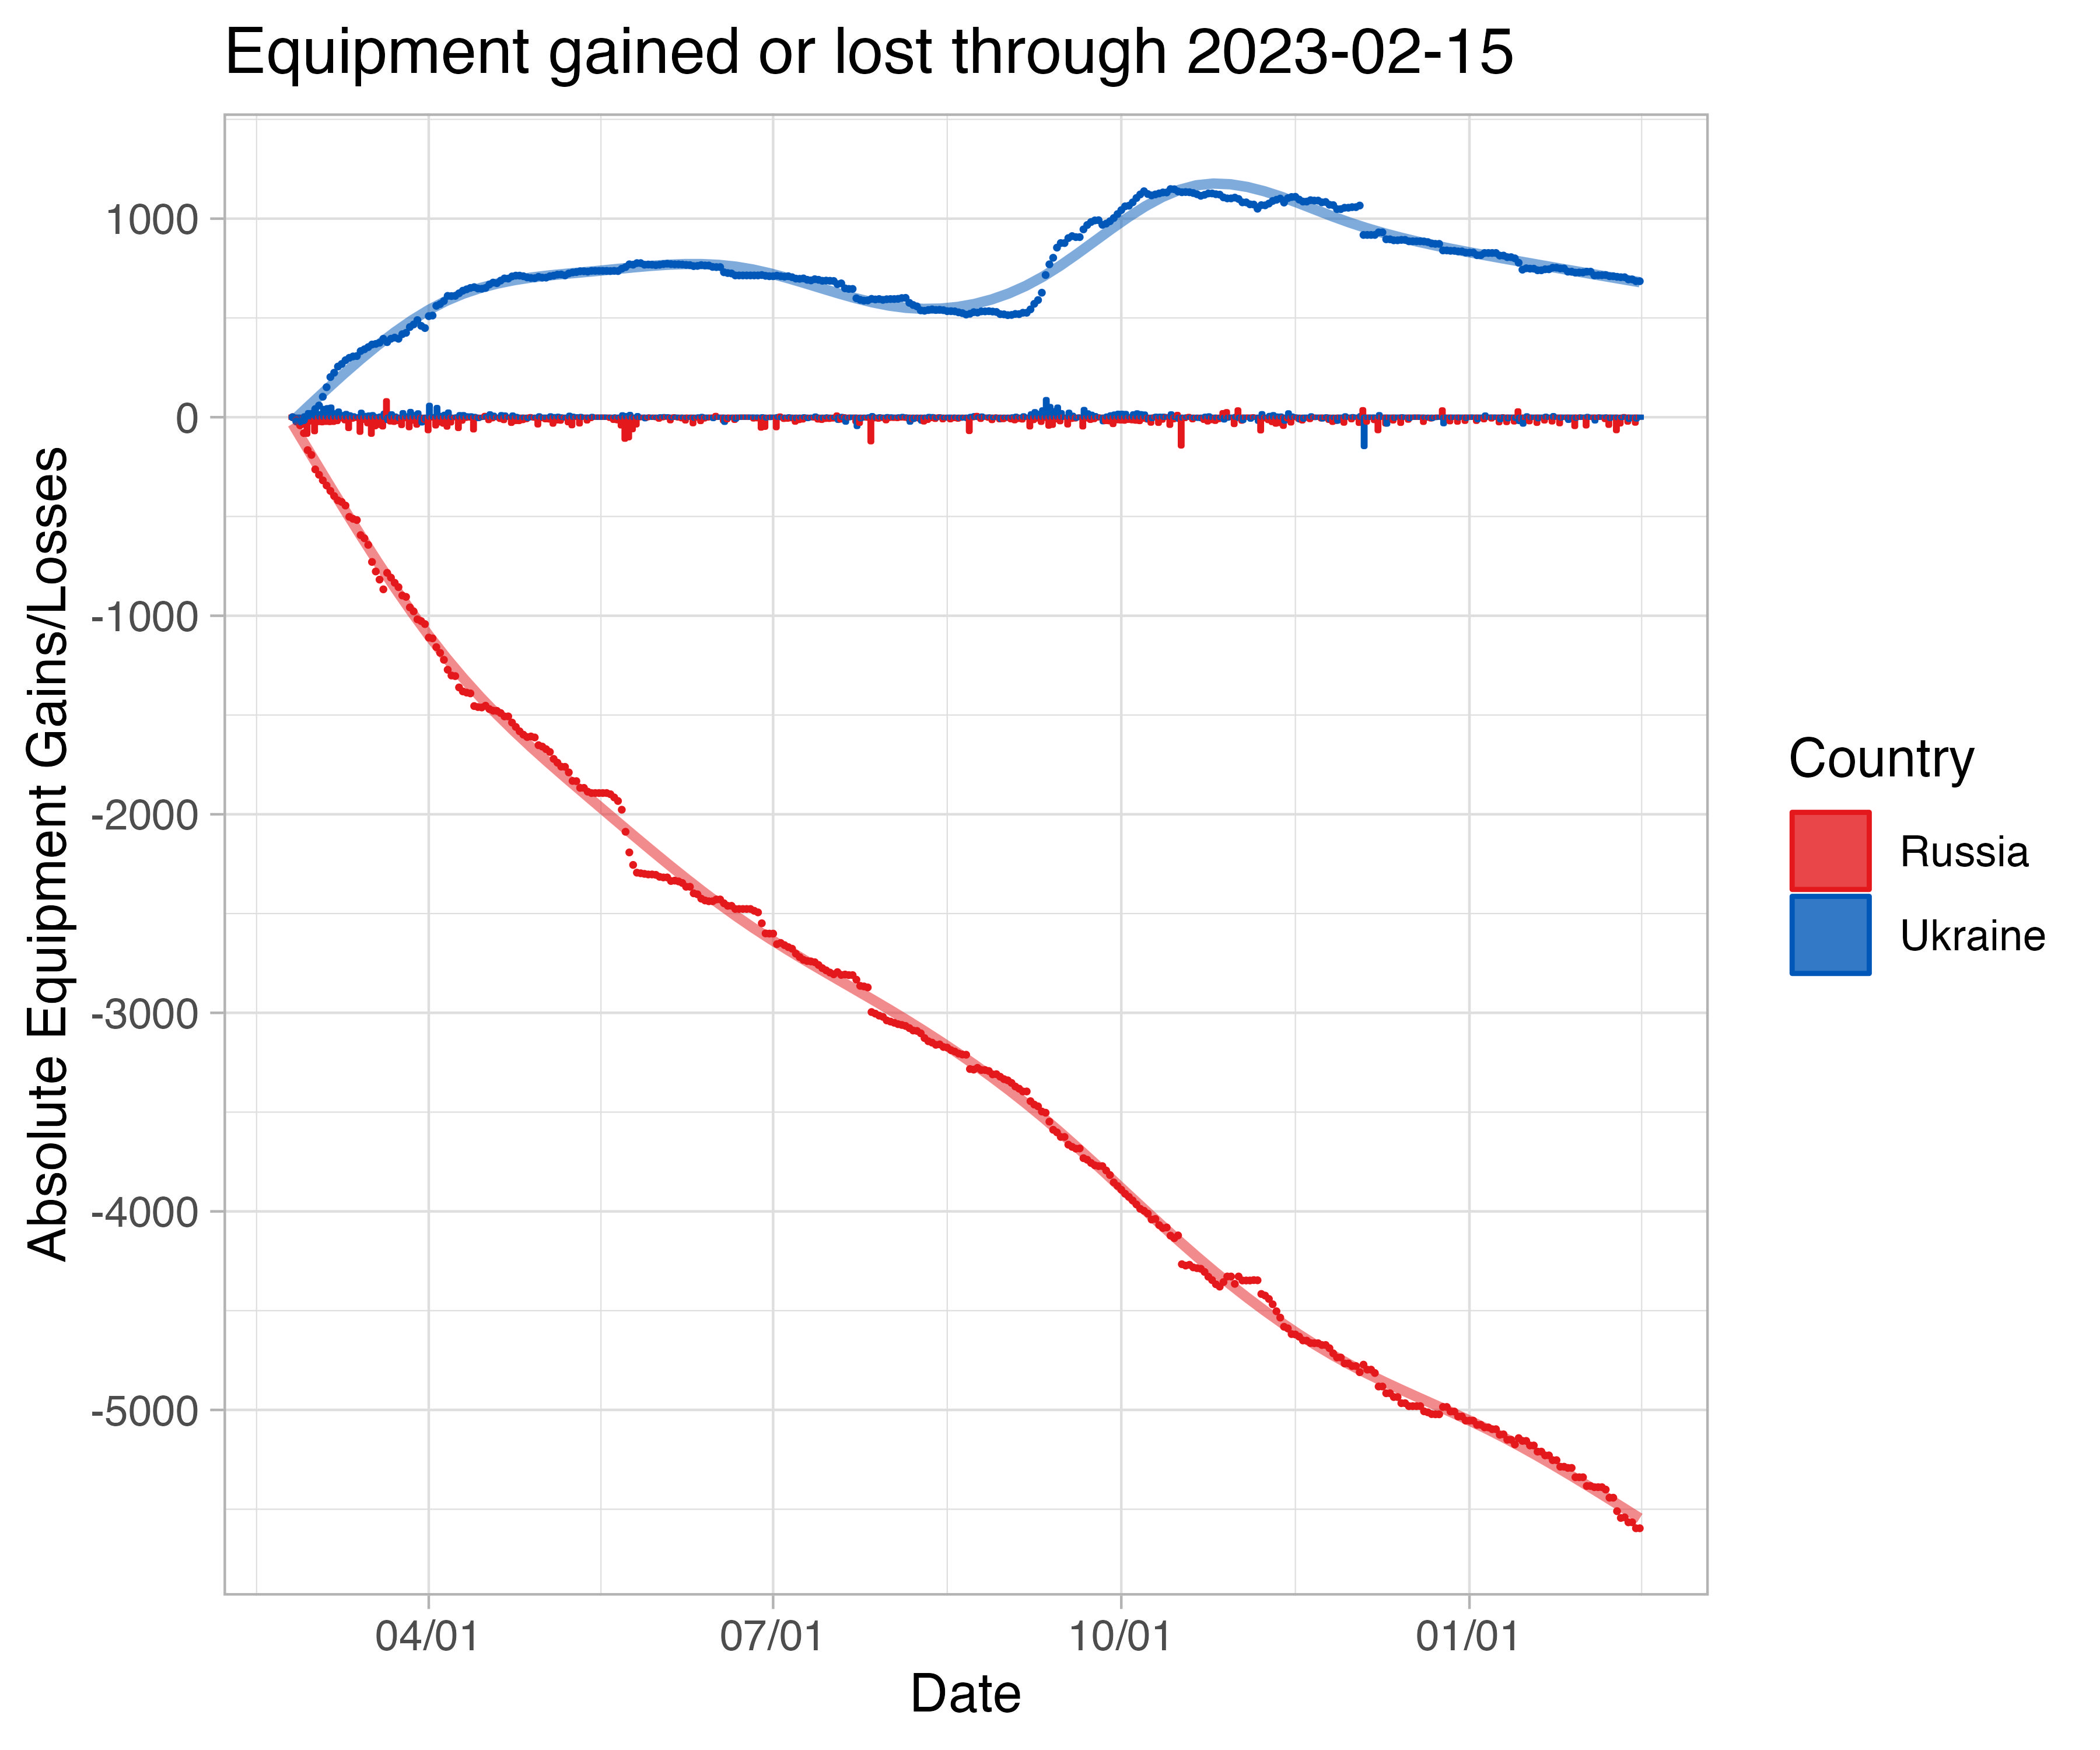 Equipment gained or lost through 2023-02-15
Absolute Equipment Gains/Losses
1000
0
-1000
-2000
-3000
-4000
-5000
04/01
07/01
10/01
01/01
Date
Country
Russia
Ukraine